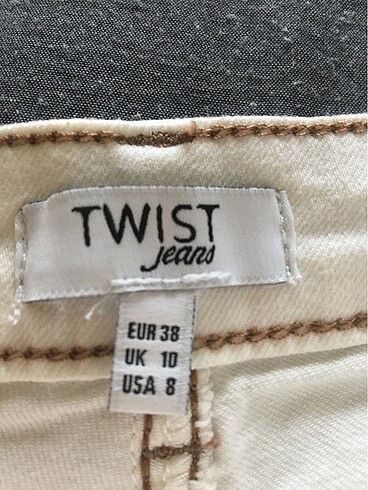 TWIST
jeans
EUR 38
UK 10
USA 8